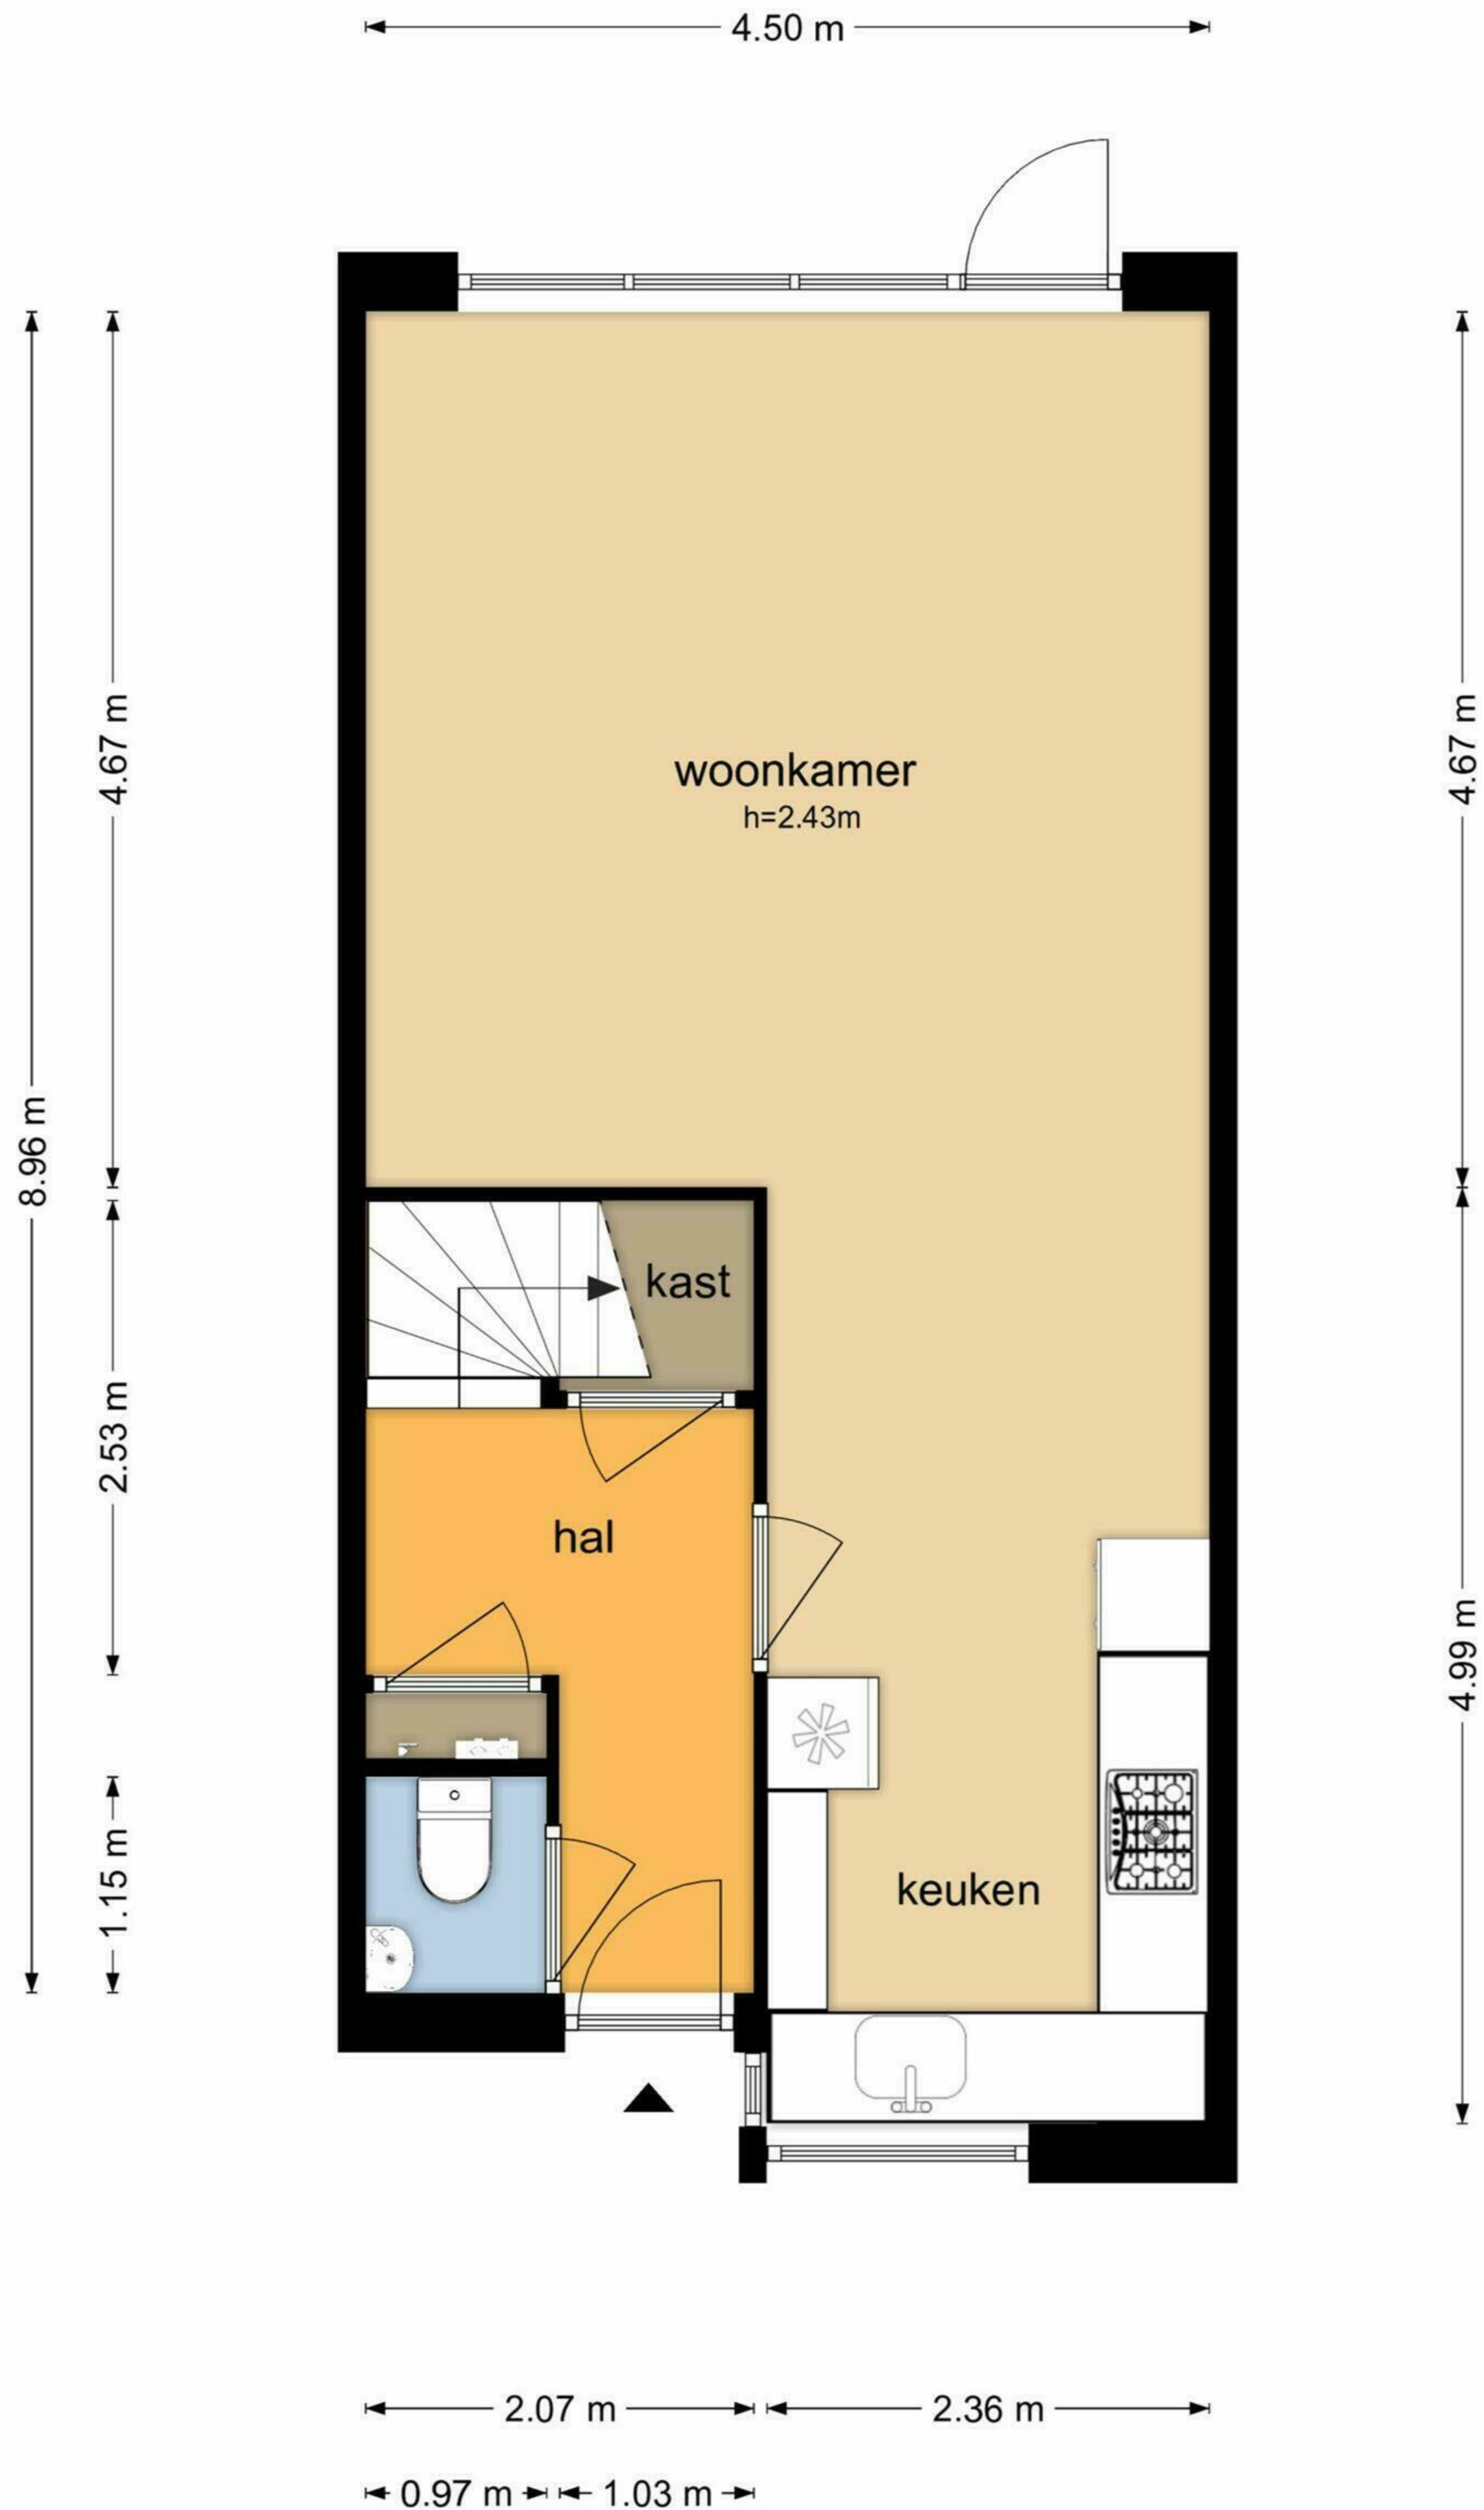 4.50 m
4.67 m
4.67 m
woonkamer
h=2.43m
8.96 m
kast
2.53 m
hal
4.99 m
1.15 m
keuken
2.07 m
2.36 m
0.97 m
1.03 m